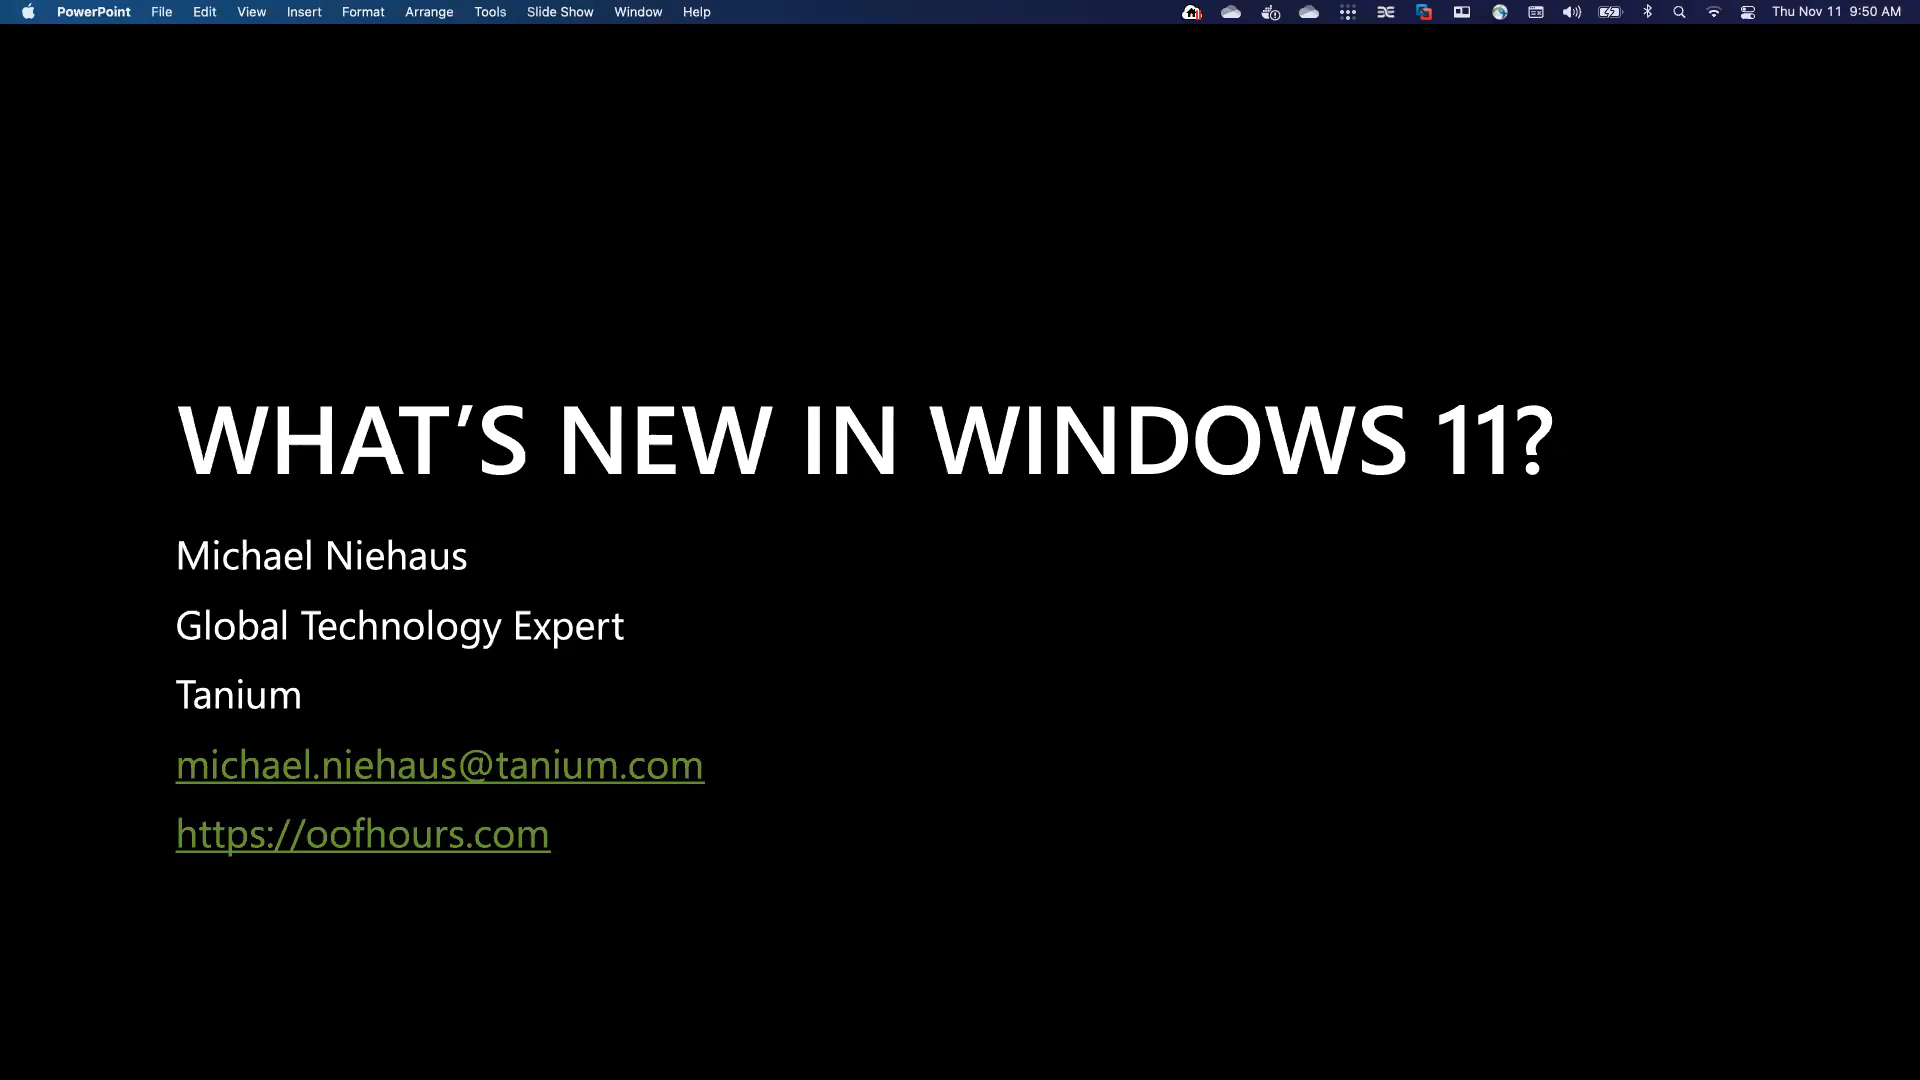 PowerPoint File Edit View Insert Format Arrange Tools Slide Show Window Help Thu Nov 11 9:50 AM
WHAT’S NEW IN WINDOWS 11?
Michael Niehaus
Global Technology Expert
Tanium
michael.niehaus@tanium.com
https://oofhours.com